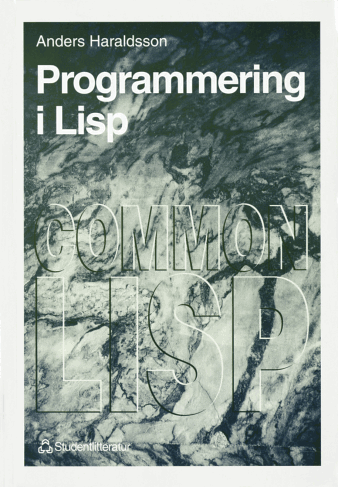 Anders Haraldsson
Programmering
i Lisp
COMMON
LISP
Studentlitteratur